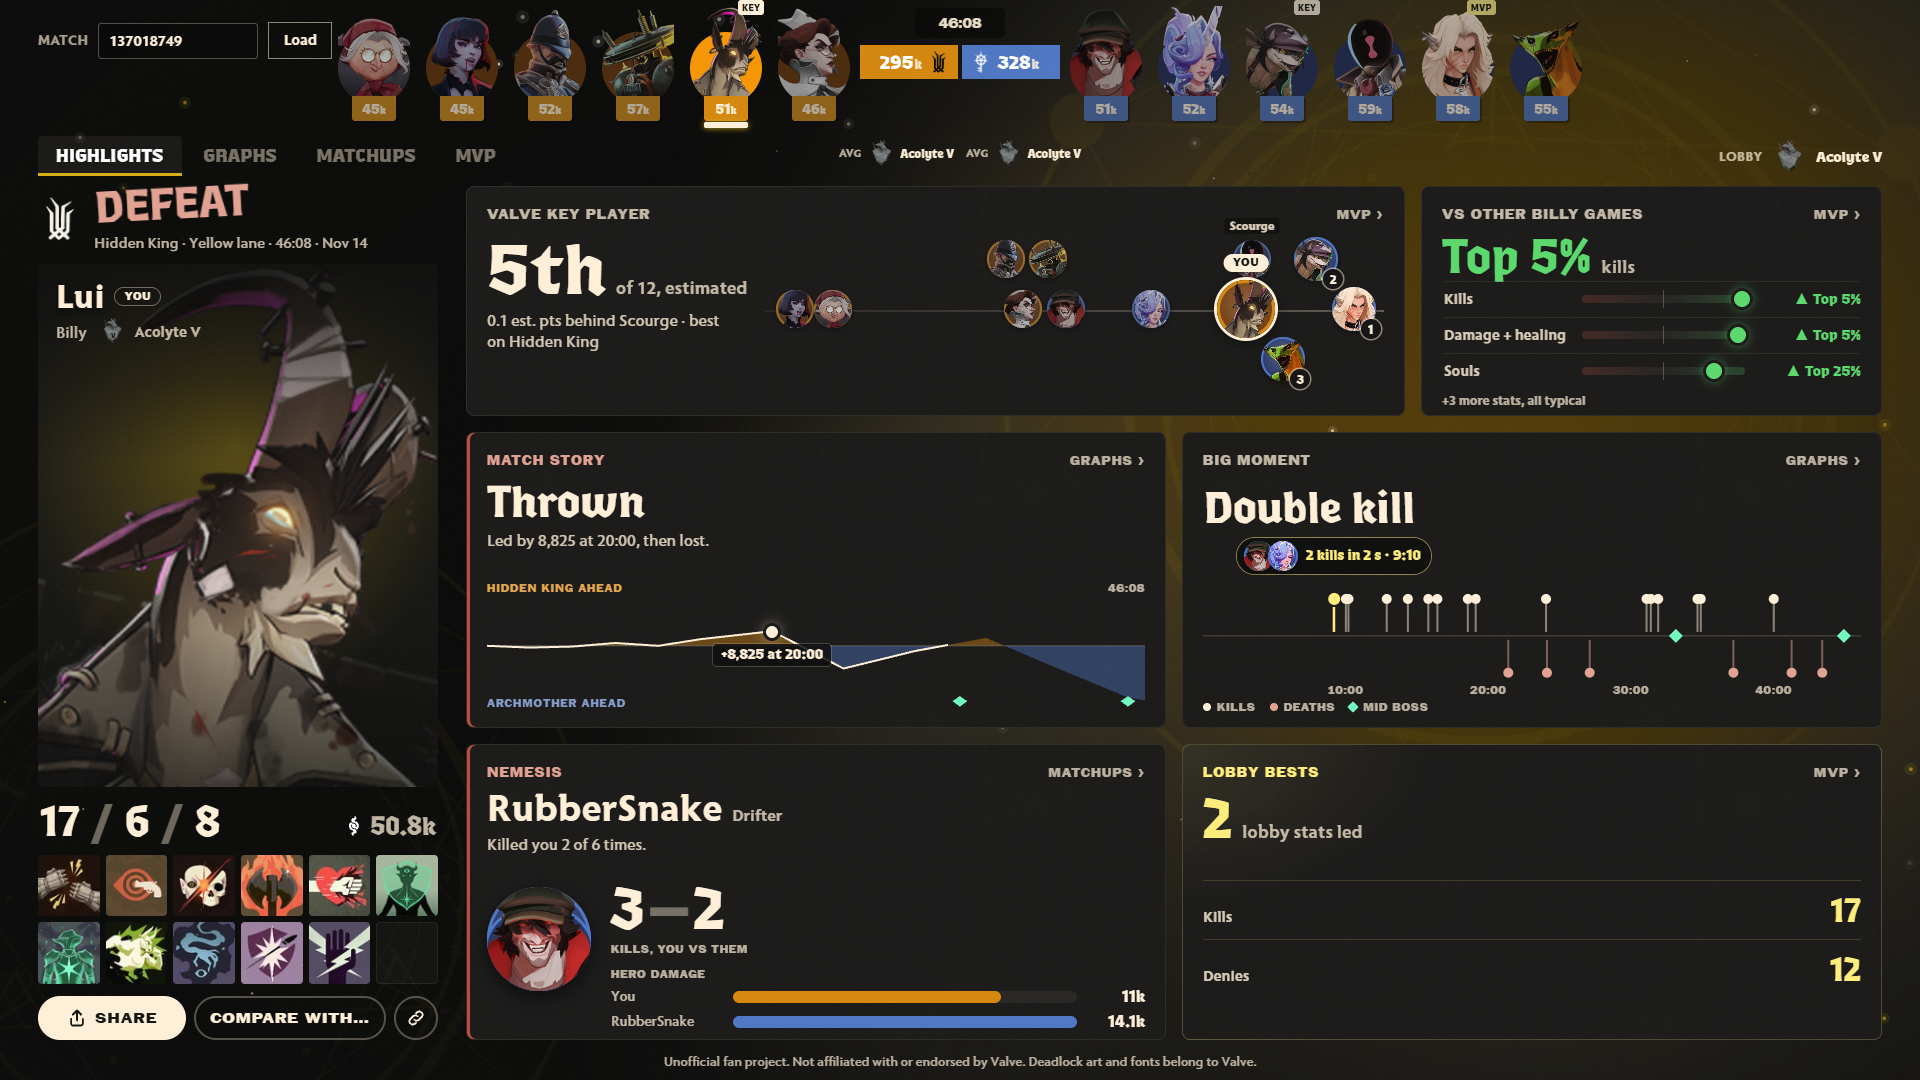 MATCH
137018749
Load
45k
45k
52k
57k
KEY
51k
46k
46:08
295k
328k
51k
52k
KEY
54k
59k
MVP
58k
55k
HIGHLIGHTS
GRAPHS
MATCHUPS
MVP
AVG Acolyte V
AVG Acolyte V
LOBBY Acolyte V
DEFEAT
Hidden King · Yellow lane · 46:08 · Nov 14
Lui YOU
Billy Acolyte V
17 / 6 / 8
50.8k
SHARE
COMPARE WITH...
VALVE KEY PLAYER
MVP ›
5th of 12, estimated
0.1 est. pts behind Scourge · best
on Hidden King
Scourge
YOU
2
1
3
VS OTHER BILLY GAMES
MVP ›
Top 5% kills
Kills ▲ Top 5%
Damage + healing ▲ Top 5%
Souls ▲ Top 25%
+3 more stats, all typical
MATCH STORY
GRAPHS ›
Thrown
Led by 8,825 at 20:00, then lost.
HIDDEN KING AHEAD
46:08
+8,825 at 20:00
ARCHMOTHER AHEAD
BIG MOMENT
GRAPHS ›
Double kill
2 kills in 2 s · 9:10
10:00
20:00
30:00
40:00
KILLS
DEATHS
MID BOSS
NEMESIS
MATCHUPS ›
RubberSnake Drifter
Killed you 2 of 6 times.
3—2
KILLS, YOU VS THEM
HERO DAMAGE
You 11k
RubberSnake 14.1k
LOBBY BESTS
MVP ›
2 lobby stats led
Kills 17
Denies 12
Unofficial fan project. Not affiliated with or endorsed by Valve. Deadlock art and fonts belong to Valve.